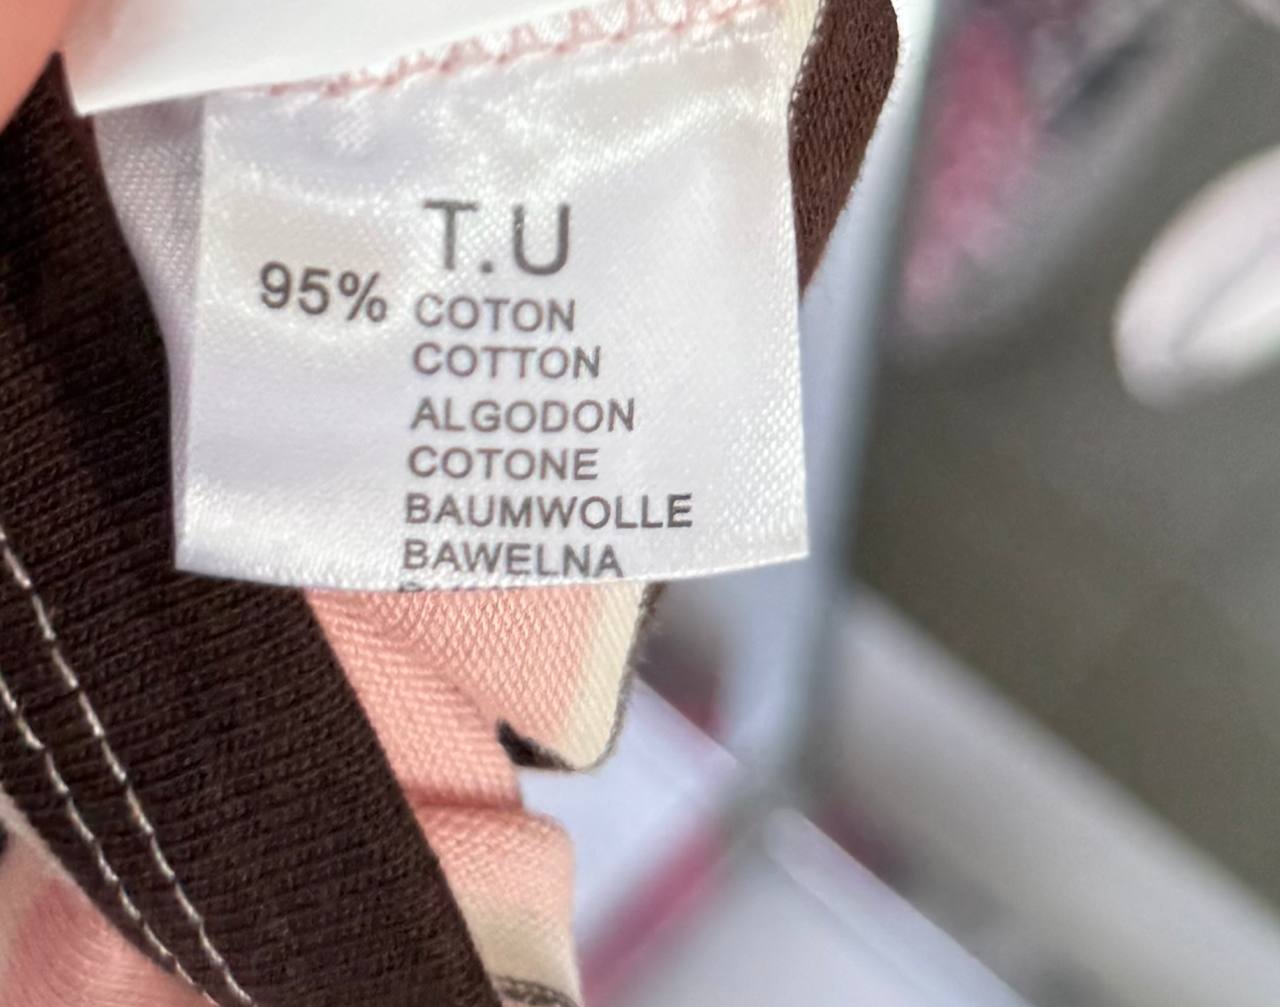 T.U
95% COTON
COTTON
ALGODON
COTONE
BAUMWOLLE
BAWELNA